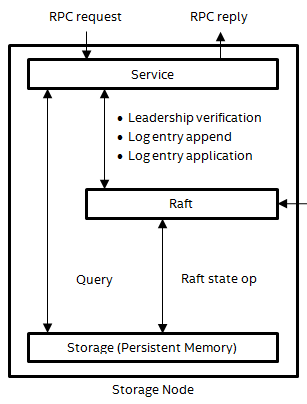 RPC request
RPC reply
Service
• Leadership verification
• Log entry append
• Log entry application
Raft
Query
Raft state op
Storage (Persistent Memory)
Storage Node